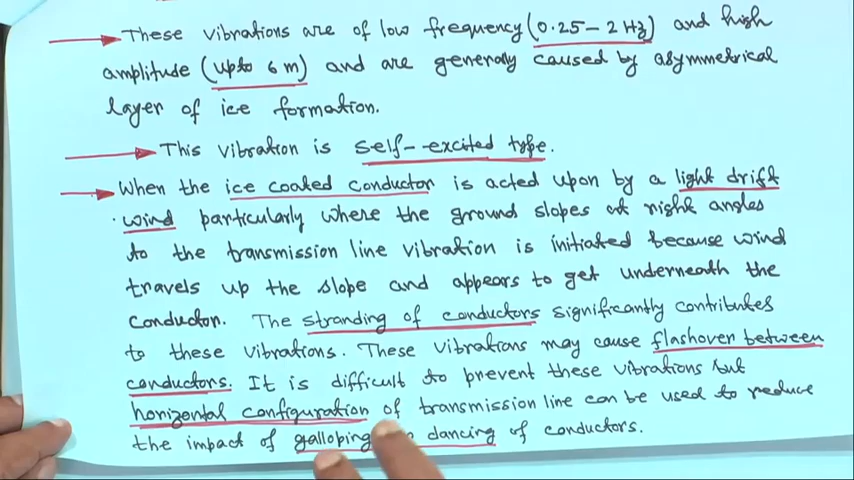 These vibrations are of low frequency (0.25-2 Hz) and high
amplitude (upto 6 m) and are generally caused by asymmetrical
layer of ice formation.
This vibration is self-excited type.
When the ice coated conductor is acted upon by a light drift
wind particularly where the ground slopes at right angles
to the transmission line vibration is initiated because wind
travels up the slope and appears to get underneath the
conductor. The stranding of conductors significantly contributes
to these vibrations. These vibrations may cause flashover between
conductors. It is difficult to prevent these vibrations but
horizontal configuration of transmission line can be used to reduce
the impact of galloping dancing of conductors.